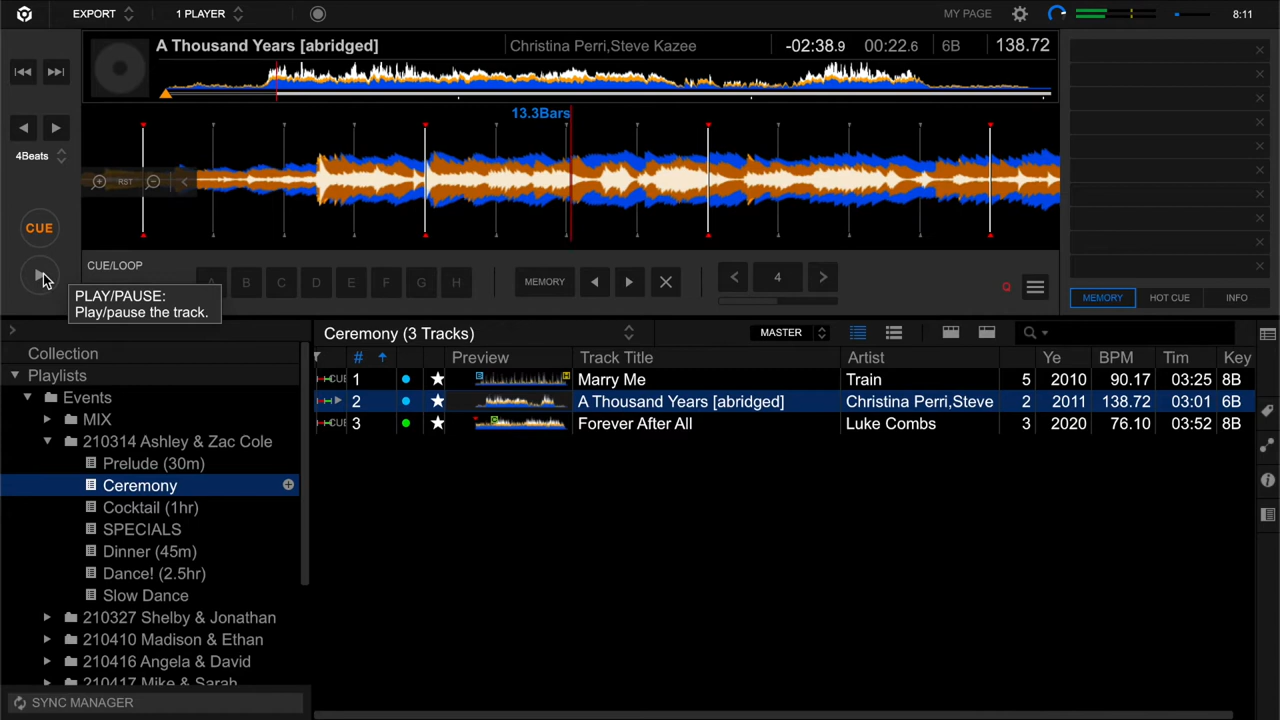 EXPORT 1 PLAYER MY PAGE 8:11
A Thousand Years [abridged] Christina Perri,Steve Kazee -02:38.9 00:22.6 6B 138.72
13.3Bars
4Beats
RST
CUE
CUE/LOOP
A B C D E F G H MEMORY 4 Q
MEMORY HOT CUE INFO
PLAY/PAUSE:
Play/pause the track.
Collection
Playlists
Events
MIX
210314 Ashley & Zac Cole
Prelude (30m)
Ceremony
Cocktail (1hr)
SPECIALS
Dinner (45m)
Dance! (2.5hr)
Slow Dance
210327 Shelby & Jonathan
210410 Madison & Ethan
210416 Angela & David
210417 Mike & Sarah
SYNC MANAGER
Ceremony (3 Tracks) MASTER
# Preview Track Title Artist Ye BPM Tim Key
CUE 1 Marry Me Train 5 2010 90.17 03:25 8B
2 A Thousand Years [abridged] Christina Perri,Steve 2 2011 138.72 03:01 6B
CUE 3 Forever After All Luke Combs 3 2020 76.10 03:52 8B